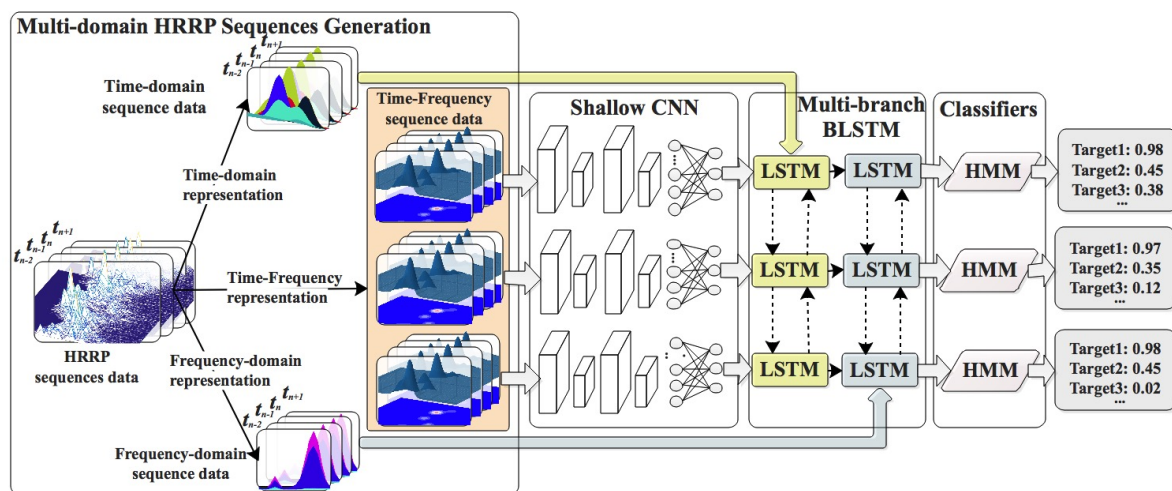 Multi-domain HRRP Sequences Generation
t_{n-2} t_{n-1} t_n t_{n+1}
Time-domain
sequence data
Time-Frequency
sequence data
Shallow CNN
Multi-branch
BLSTM
Classifiers
Time-domain
representation
LSTM
LSTM
HMM
Target1: 0.98
Target2: 0.45
Target3: 0.38
...
t_{n-2} t_{n-1} t_n t_{n+1}
Time-Frequency
representation
LSTM
LSTM
HMM
Target1: 0.97
Target2: 0.35
Target3: 0.12
...
HRRP
sequences data
Frequency-domain
representation
LSTM
LSTM
HMM
Target1: 0.98
Target2: 0.45
Target3: 0.02
...
t_{n-2} t_{n-1} t_n t_{n+1}
Frequency-domain
sequence data